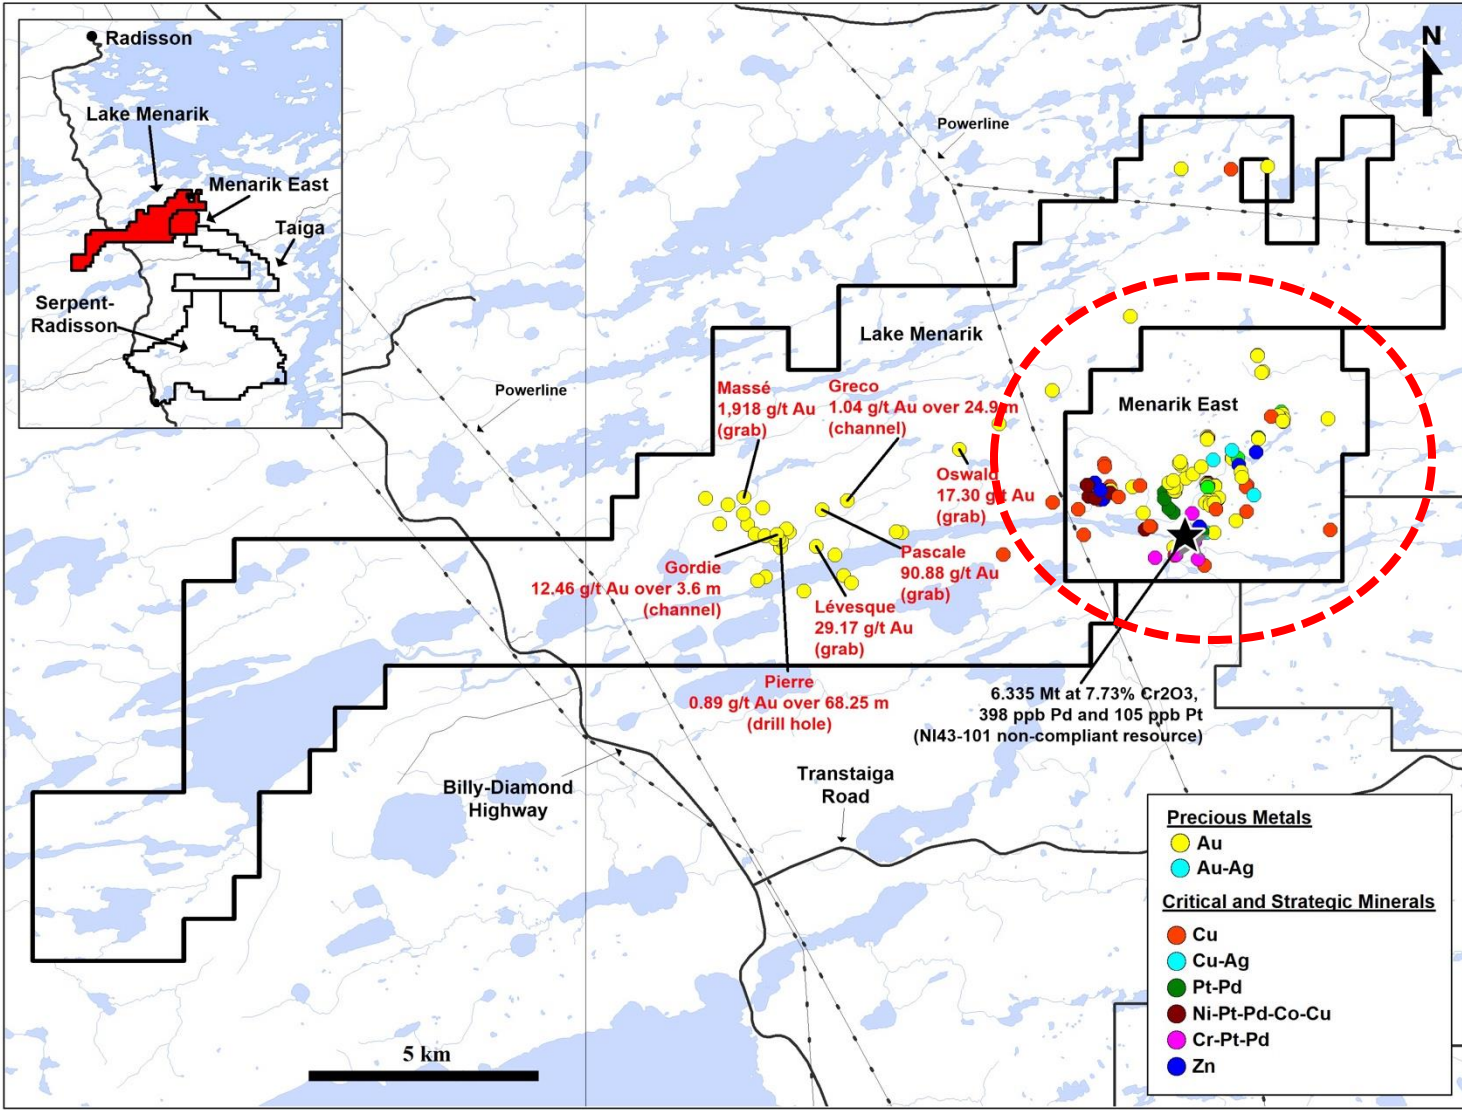 Radisson
Lake Menarik
Menarik East
Taiga
Serpent-
Radisson
N
Powerline
Lake Menarik
Powerline
Massé
1,918 g/t Au
(grab)
Greco
1.04 g/t Au over 24.9 m
(channel)
Menarik East
Oswald
17.30 g/t Au
(grab)
Pascale
90.88 g/t Au
(grab)
Gordie
12.46 g/t Au over 3.6 m
(channel)
Lévesque
29.17 g/t Au
(grab)
Pierre
0.89 g/t Au over 68.25 m
(drill hole)
6.335 Mt at 7.73% Cr2O3,
398 ppb Pd and 105 ppb Pt
(NI43-101 non-compliant resource)
Billy-Diamond
Highway
Transtaiga
Road
Precious Metals
Au
Au-Ag
Critical and Strategic Minerals
Cu
Cu-Ag
Pt-Pd
Ni-Pt-Pd-Co-Cu
Cr-Pt-Pd
Zn
5 km